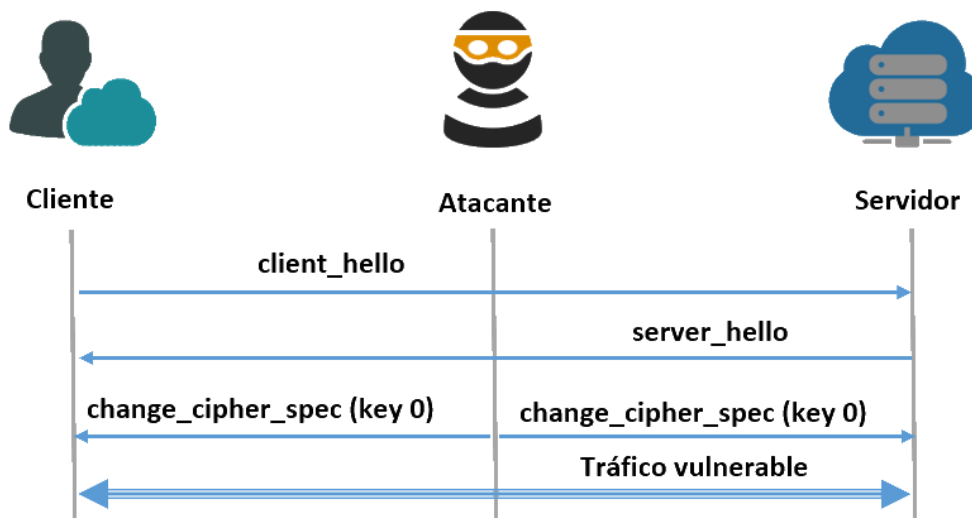 Cliente
Atacante
Servidor
client_hello
server_hello
change_cipher_spec (key 0)
change_cipher_spec (key 0)
Tráfico vulnerable